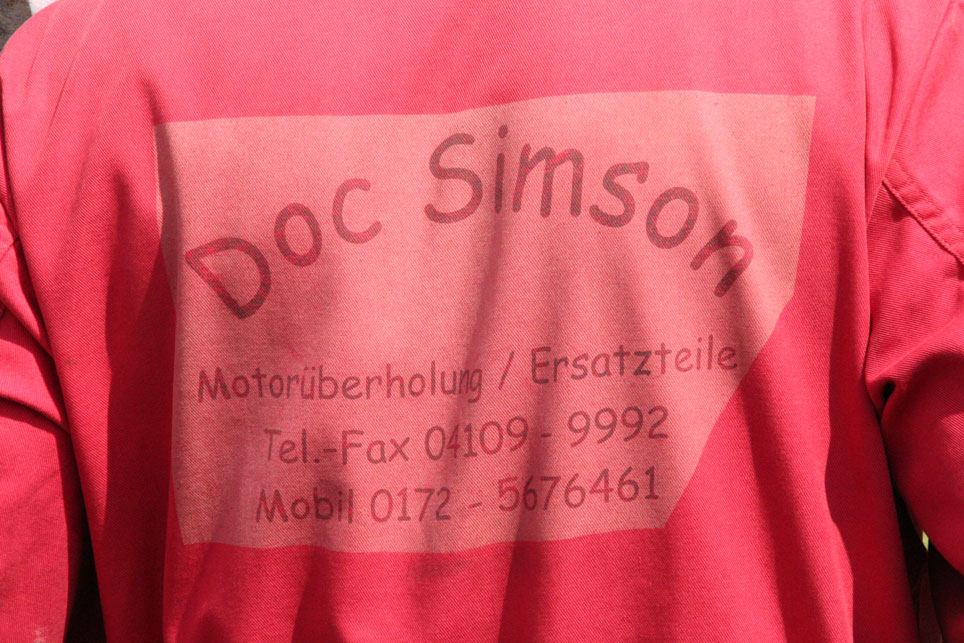 Doc Simson
Motorüberholung / Ersatzteile
Tel.-Fax 04109 - 9992
Mobil 0172 - 5676461